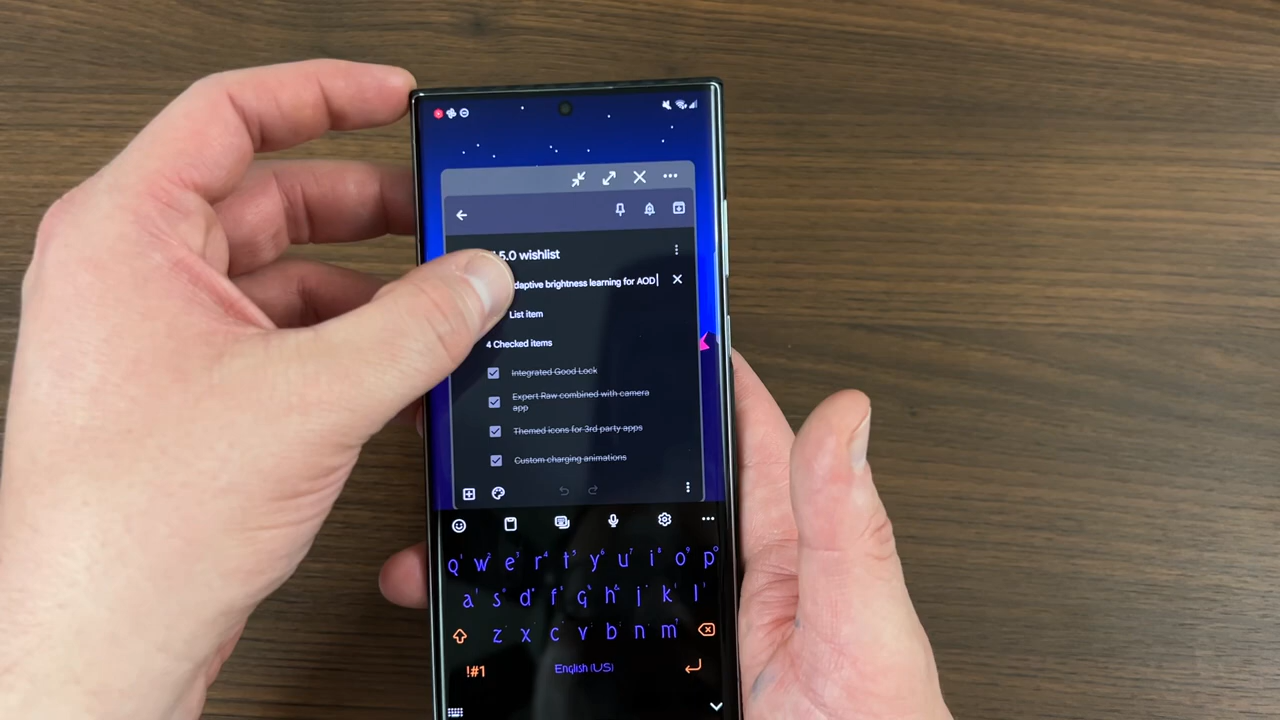 5.0 wishlist
daptive brightness learning for AOD
List item
4 Checked items
Integrated Good Lock
Expert Raw combined with camera
app
Themed icons for 3rd party apps
Custom charging animations
q w e r t y u i o p
a s d f g h j k l
z x c v b n m
!#1 English (US)